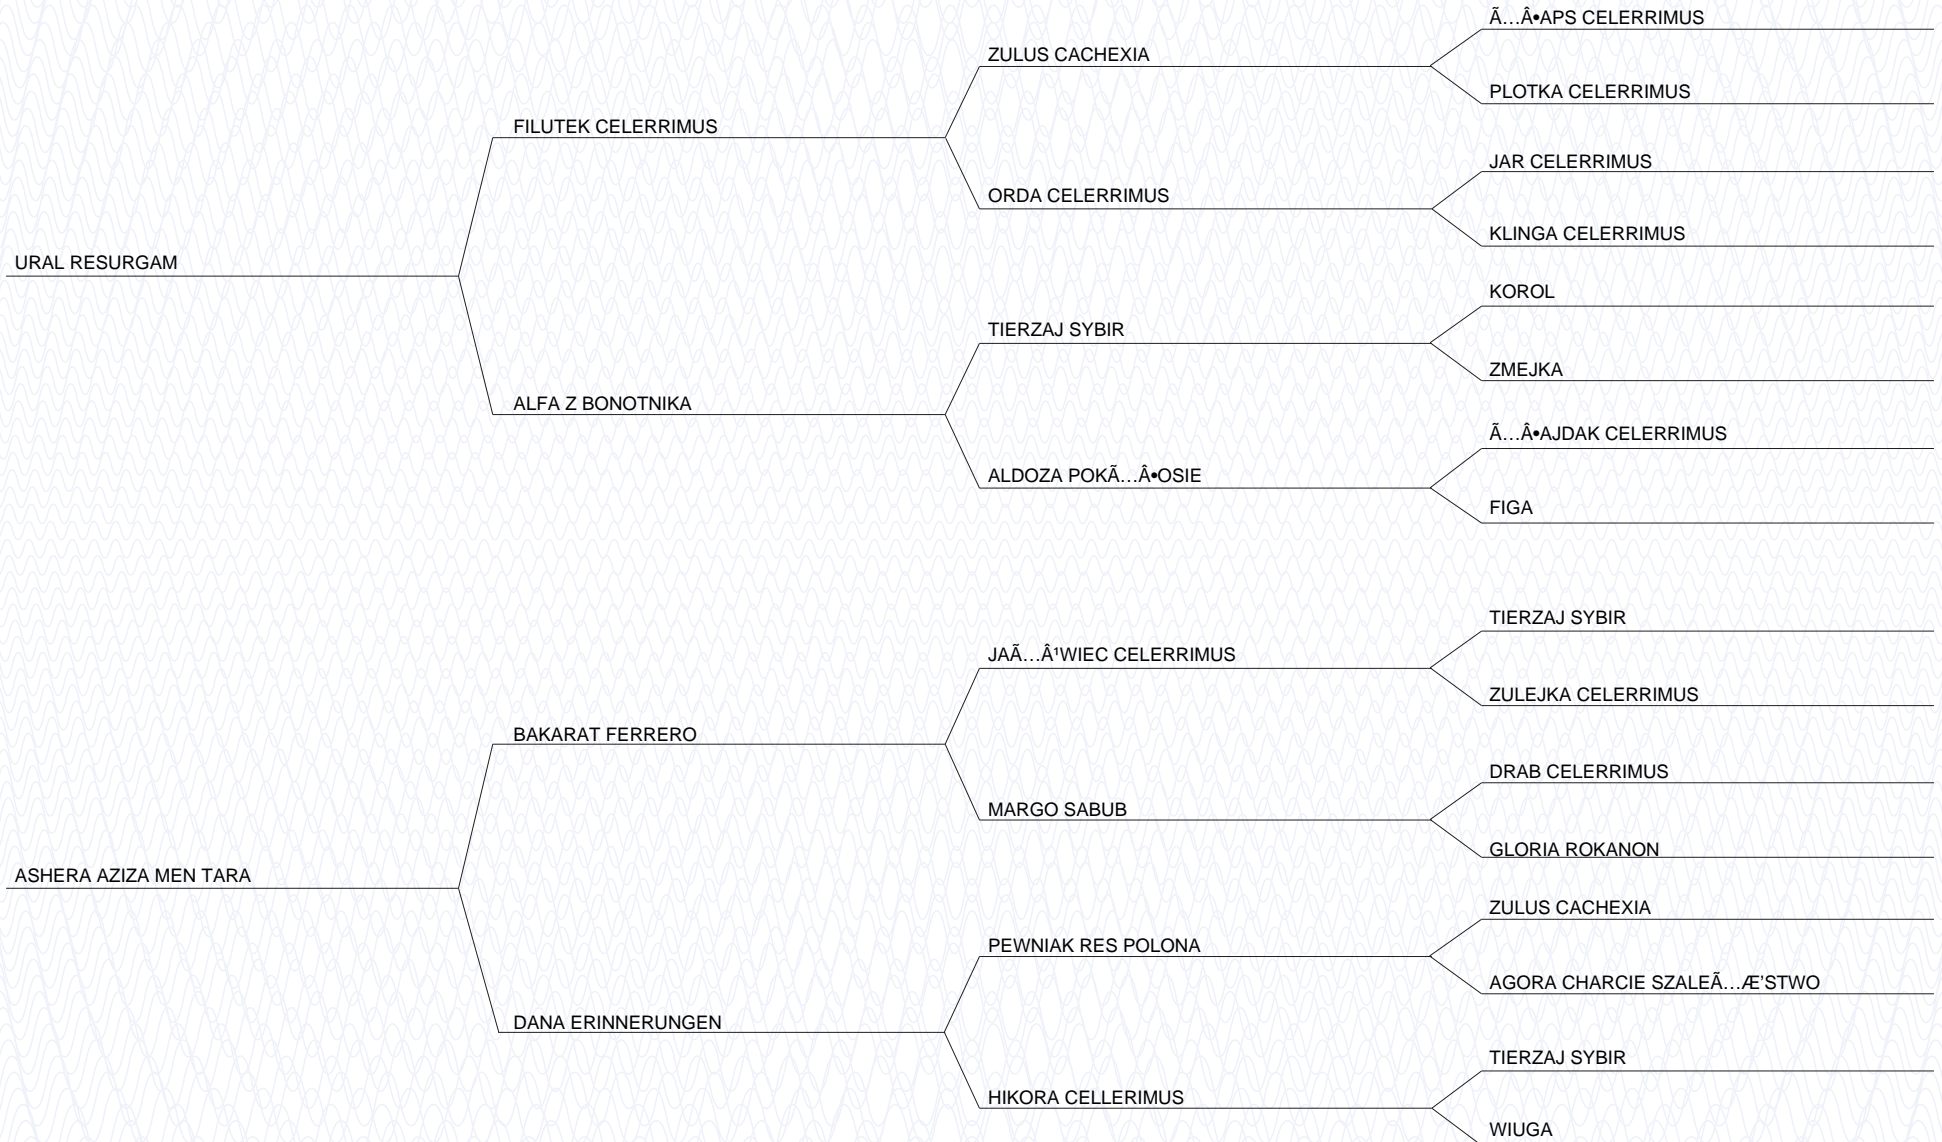 Ã…Â•APS CELERRIMUS
ZULUS CACHEXIA
PLOTKA CELERRIMUS
FILUTEK CELERRIMUS
JAR CELERRIMUS
ORDA CELERRIMUS
KLINGA CELERRIMUS
URAL RESURGAM
KOROL
TIERZAJ SYBIR
ZMEJKA
ALFA Z BONOTNIKA
Ã…Â•AJDAK CELERRIMUS
ALDOZA POKÃ…Â•OSIE
FIGA
TIERZAJ SYBIR
JAÃ…Â¹WIEC CELERRIMUS
ZULEJKA CELERRIMUS
BAKARAT FERRERO
DRAB CELERRIMUS
MARGO SABUB
GLORIA ROKANON
ASHERA AZIZA MEN TARA
ZULUS CACHEXIA
PEWNIAK RES POLONA
AGORA CHARCIE SZALEÃ…Æ’STWO
DANA ERINNERUNGEN
TIERZAJ SYBIR
HIKORA CELLERIMUS
WIUGA